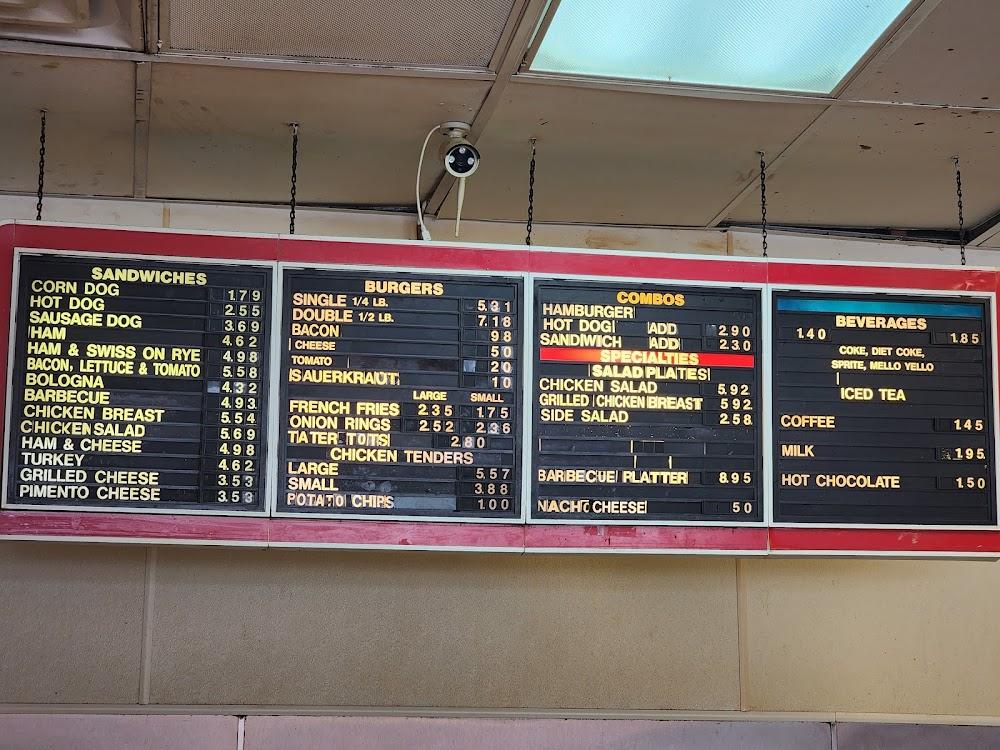 SANDWICHES
CORN DOG 1.79
HOT DOG 2.55
SAUSAGE DOG 3.69
HAM 4.62
HAM & SWISS ON RYE 4.98
BACON, LETTUCE & TOMATO 5.58
BOLOGNA 4.32
BARBECUE 4.93
CHICKEN BREAST 5.54
CHICKEN SALAD 5.69
HAM & CHEESE 4.98
TURKEY 4.62
GRILLED CHEESE 3.53
PIMENTO CHEESE 3.53
BURGERS
SINGLE 1/4 LB. 5.31
DOUBLE 1/2 LB. 7.18
BACON 98
CHEESE 50
TOMATO 20
SAUERKRAUT 10
LARGE SMALL
FRENCH FRIES 2.35 1.75
ONION RINGS 2.52 2.36
TATER TOTS 2.80
CHICKEN TENDERS
LARGE 5.57
SMALL 3.88
POTATO CHIPS 1.00
COMBOS
HAMBURGER
HOT DOG ADD 2.90
SANDWICH ADD 2.30
SPECIALTIES
SALAD PLATES
CHICKEN SALAD 5.92
GRILLED CHICKEN BREAST 5.92
SIDE SALAD 2.58
BARBECUE PLATTER 8.95
NACHO CHEESE 50
BEVERAGES
1.40 1.85
COKE, DIET COKE,
SPRITE, MELLO YELLO
ICED TEA
COFFEE 1.45
MILK 1.95
HOT CHOCOLATE 1.50